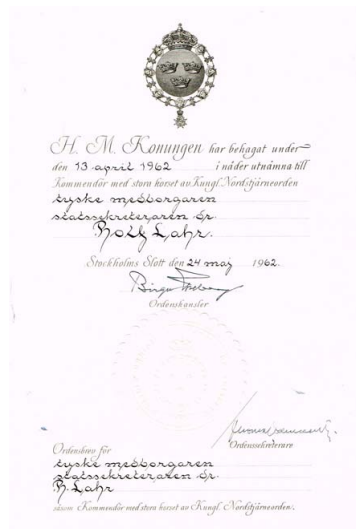 H. M. Konungen har behagat under
den 13 april 1962 i nåder utnämna till
Kommendör med stora korset av Kungl. Nordstjärneorden
tyske medborgaren
statssekreteraren dr.
Rolf Lahr.
Stockholms Slott den 24 maj 1962.
Birger
Ordenskansler
Ordenssekreterare
Ordensbrev för
tyske medborgaren
statssekreteraren dr.
R. Lahr
såsom Kommendör med stora korset av Kungl. Nordstjärneorden.